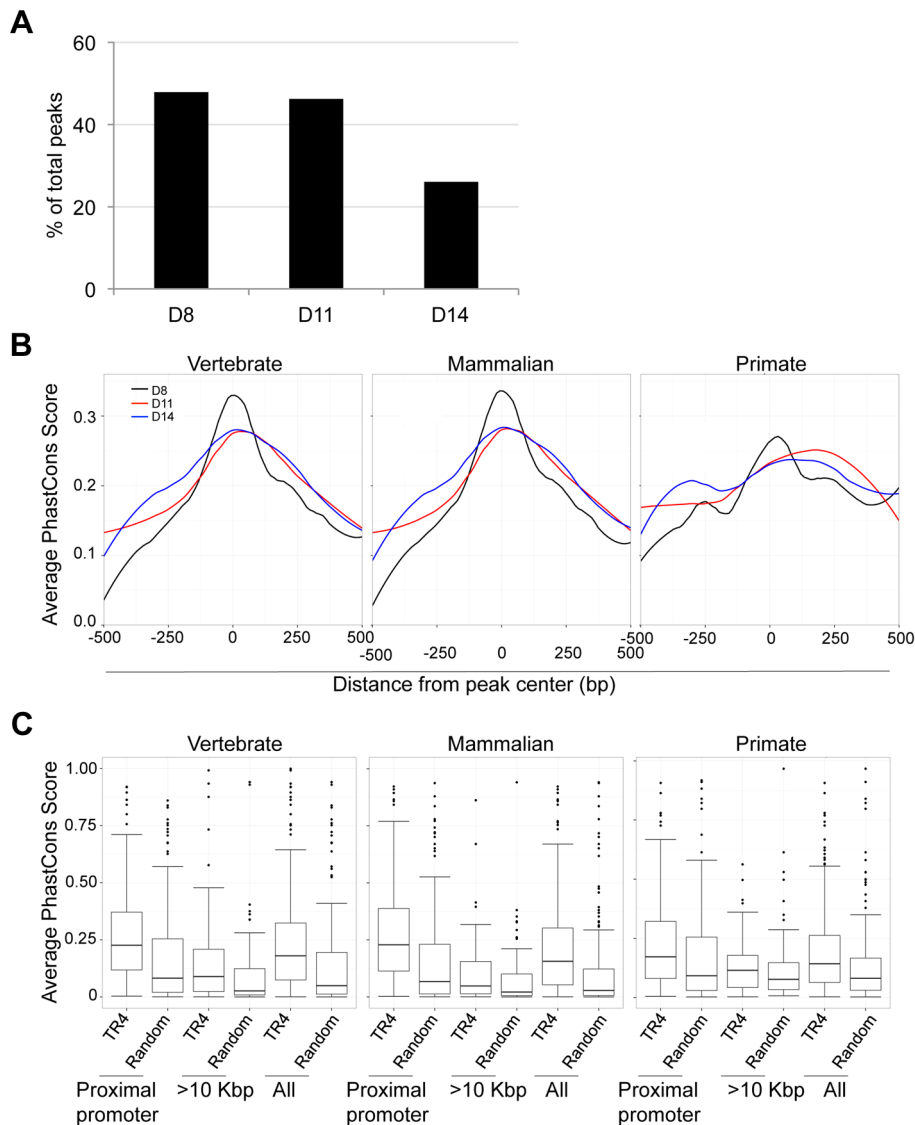 A
60
40
20
0
% of total peaks
D8 D11 D14
B
Vertebrate Mammalian Primate
D8
D11
D14
0.3
0.2
0.1
0.0
Average PhastCons Score
-500 -250 0 250 500 -500 -250 0 250 500 -500 -250 0 250 500
Distance from peak center (bp)
C
Vertebrate Mammalian Primate
1.00
0.75
0.50
0.25
0
Average PhastCons Score
TR4 Random TR4 Random TR4 Random TR4 Random TR4 Random TR4 Random TR4 Random TR4 Random TR4 Random
Proximal promoter >10 Kbp All Proximal promoter >10 Kbp All Proximal promoter >10 Kbp All